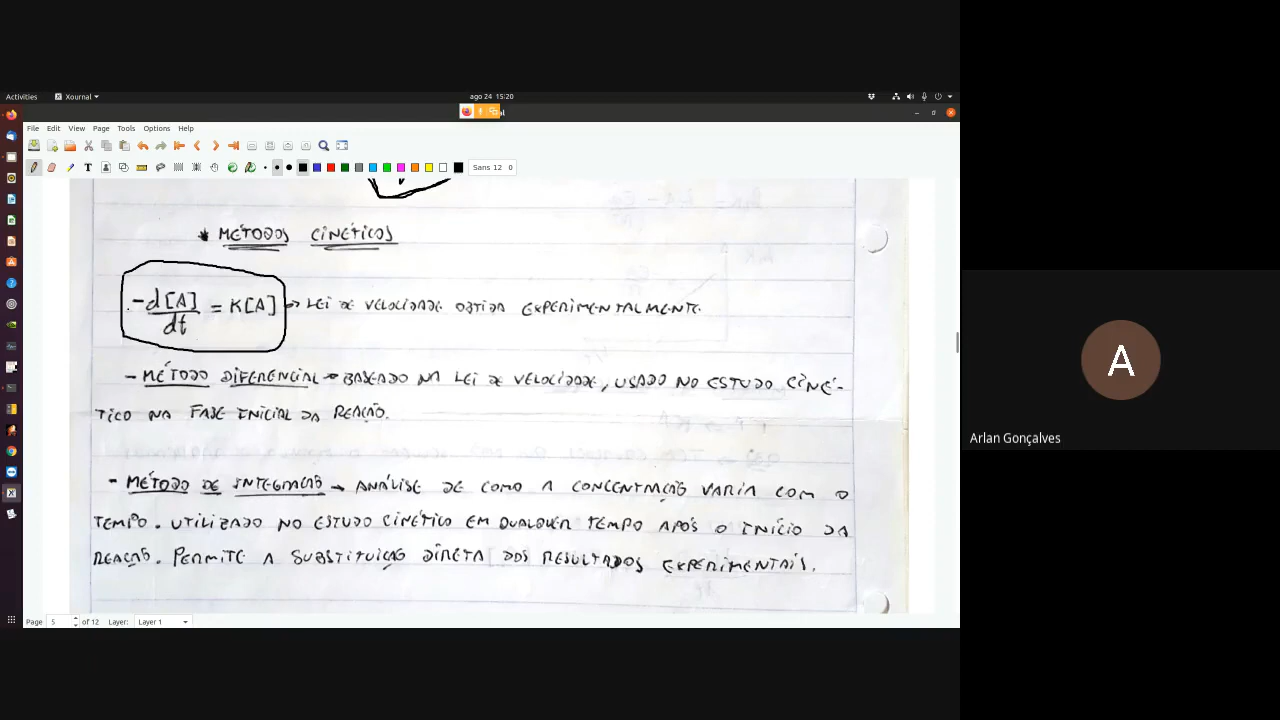 Activities Xournal ago 24 15:20
File Edit View Page Tools Options Help
Sans 12 0
* MÉTODOS CINÉTICOS
-d[A]/dt = K[A] → LEI DE VELOCIDADE OBTIDA EXPERIMENTALMENTE.
- MÉTODO DIFERENCIAL → BASEADO NA LEI DE VELOCIDADE, USADO NO ESTUDO CINÉ-
TICO NA FASE INICIAL DA REAÇÃO.
- MÉTODO DE INTEGRAÇÃO → ANÁLISE DE COMO A CONCENTRAÇÃO VARIA COM O
TEMPO. UTILIZADO NO ESTUDO CINÉTICO EM QUALQUER TEMPO APÓS O INÍCIO DA
REAÇÃO. PERMITE A SUBSTITUIÇÃO DIRETA DOS RESULTADOS EXPERIMENTAIS.
Page 5 of 12 Layer: Layer 1
A
Arlan Gonçalves